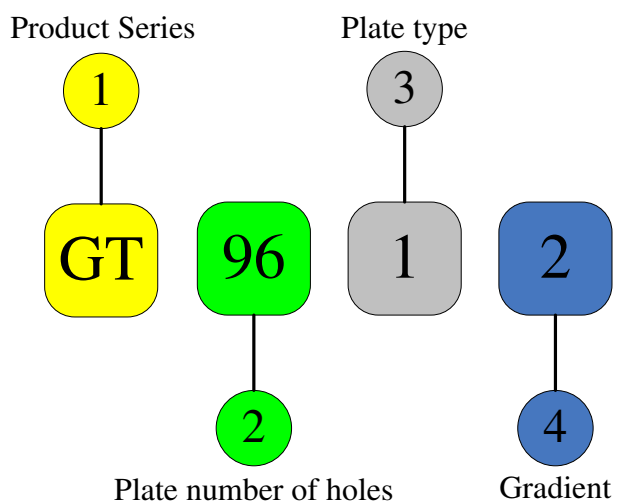 Product Series
Plate type
1
3
GT
96
1
2
2
4
Plate number of holes
Gradient